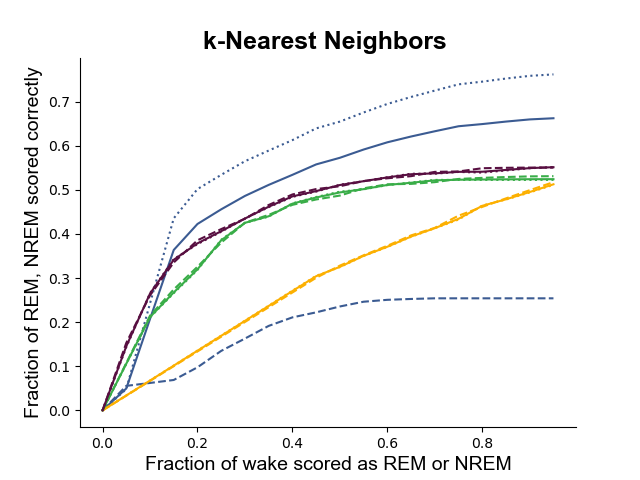 k-Nearest Neighbors
Fraction of REM, NREM scored correctly
0.7
0.6
0.5
0.4
0.3
0.2
0.1
0.0
0.0 0.2 0.4 0.6 0.8
Fraction of wake scored as REM or NREM